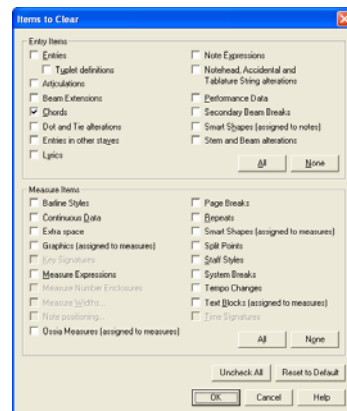 Items to Clear
Entry Items
Entries
Tuplet definitions
Articulations
Beam Extensions
Chords
Dot and Tie alterations
Entries in other staves
Lyrics
Note Expressions
Notehead, Accidental and
Tablature String alterations
Performance Data
Secondary Beam Breaks
Smart Shapes (assigned to notes)
Stem and Beam alterations
All None
Measure Items
Barline Styles
Continuous Data
Extra space
Graphics (assigned to measures)
Key Signatures
Measure Expressions
Measure Number Enclosures
Measure Widths...
Note positioning...
Ossia Measures (assigned to measures)
Page Breaks
Repeats
Smart Shapes (assigned to measures)
Split Points
Staff Styles
System Breaks
Tempo Changes
Text Blocks (assigned to measures)
Time Signatures
All None
Uncheck All Reset to Default
OK Cancel Help